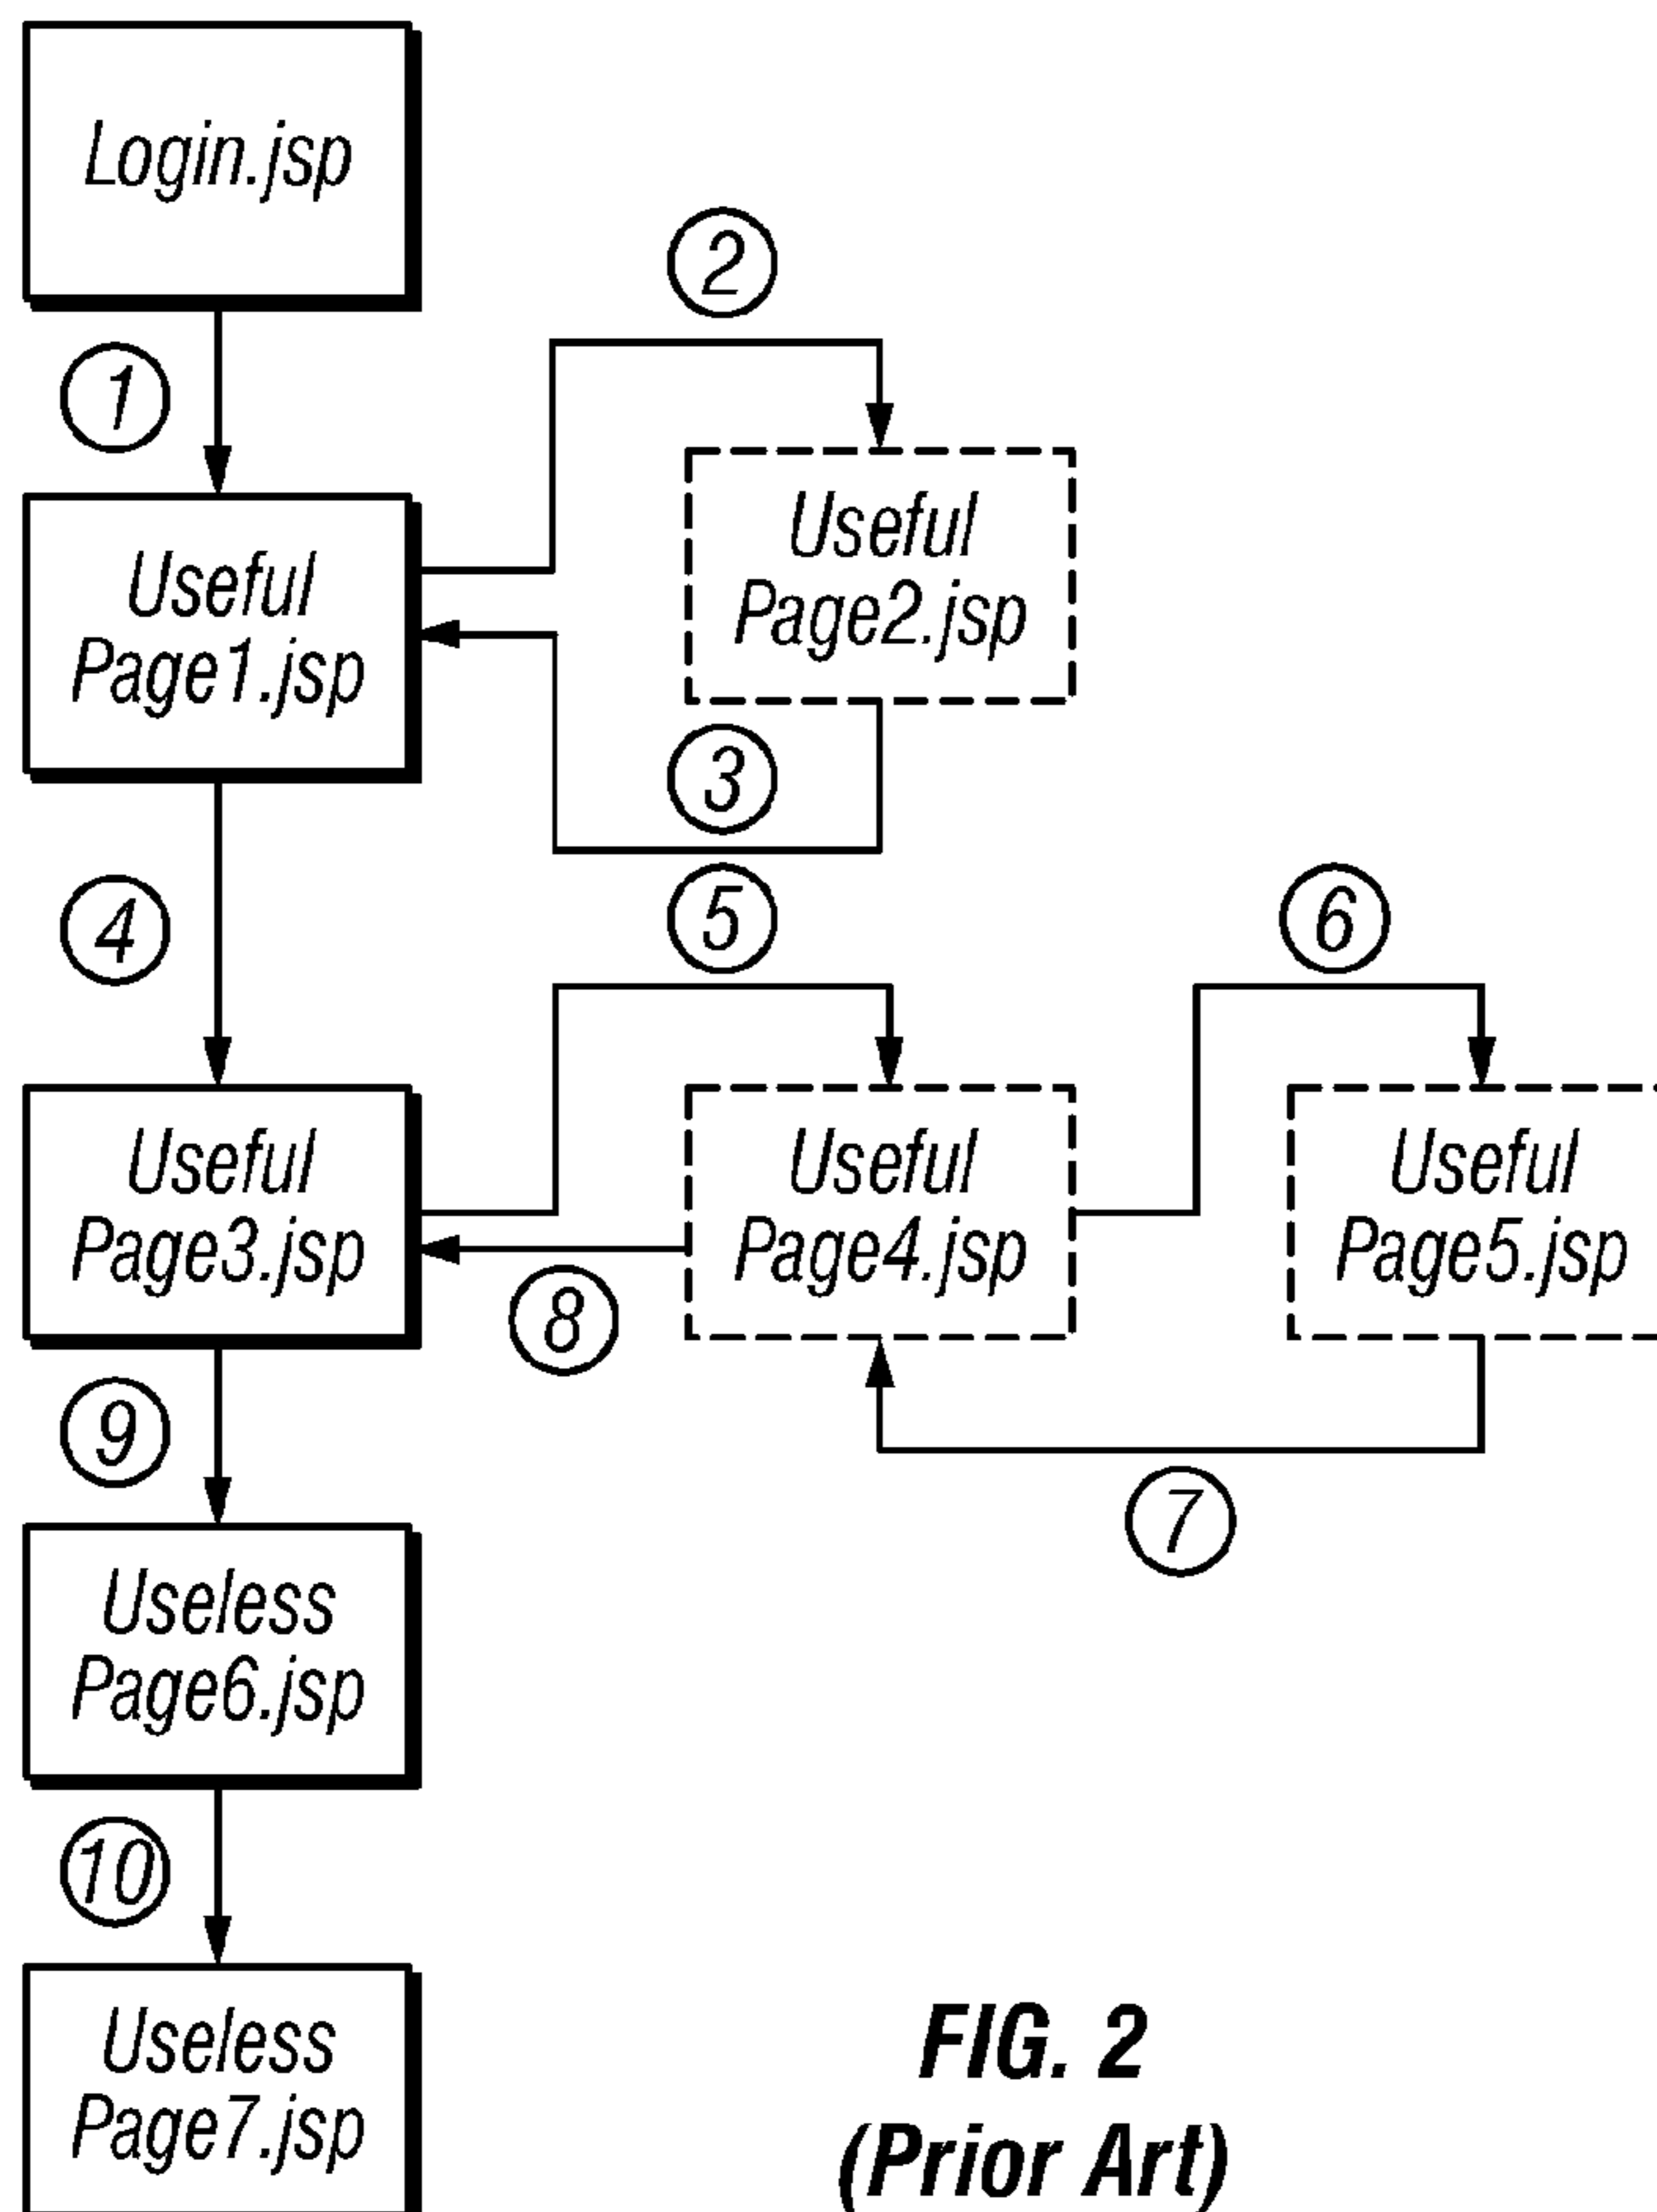 Login.jsp
1
2
Useful
Page1.jsp
Useful
Page2.jsp
3
4
5
6
Useful
Page3.jsp
Useful
Page4.jsp
Useful
Page5.jsp
8
9
7
Useless
Page6.jsp
10
Useless
Page7.jsp
FIG. 2
(Prior Art)